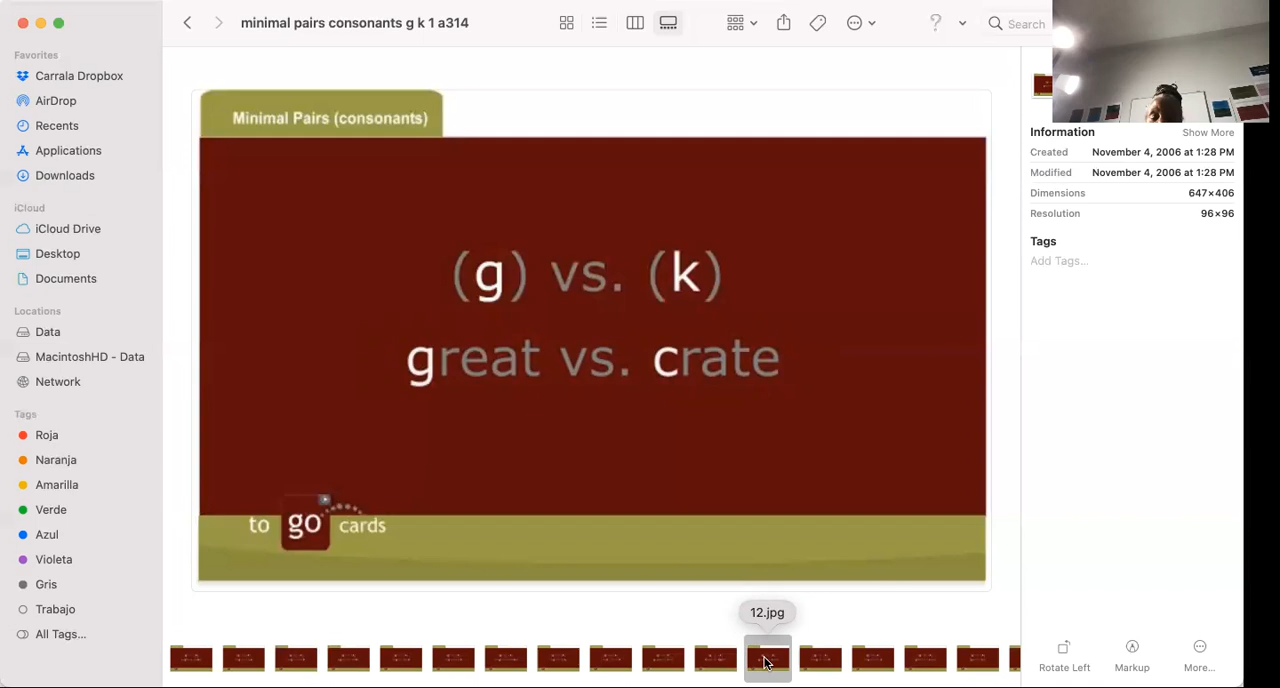 minimal pairs consonants g k 1 a314
Search
Favorites
Carrala Dropbox
AirDrop
Recents
Applications
Downloads
iCloud
iCloud Drive
Desktop
Documents
Locations
Data
MacintoshHD - Data
Network
Tags
Roja
Naranja
Amarilla
Verde
Azul
Violeta
Gris
Trabajo
All Tags...
Minimal Pairs (consonants)
(g) vs. (k)
great vs. crate
to go cards
12.jpg
Information
Show More
Created November 4, 2006 at 1:28 PM
Modified November 4, 2006 at 1:28 PM
Dimensions 647×406
Resolution 96×96
Tags
Add Tags...
Rotate Left
Markup
More...